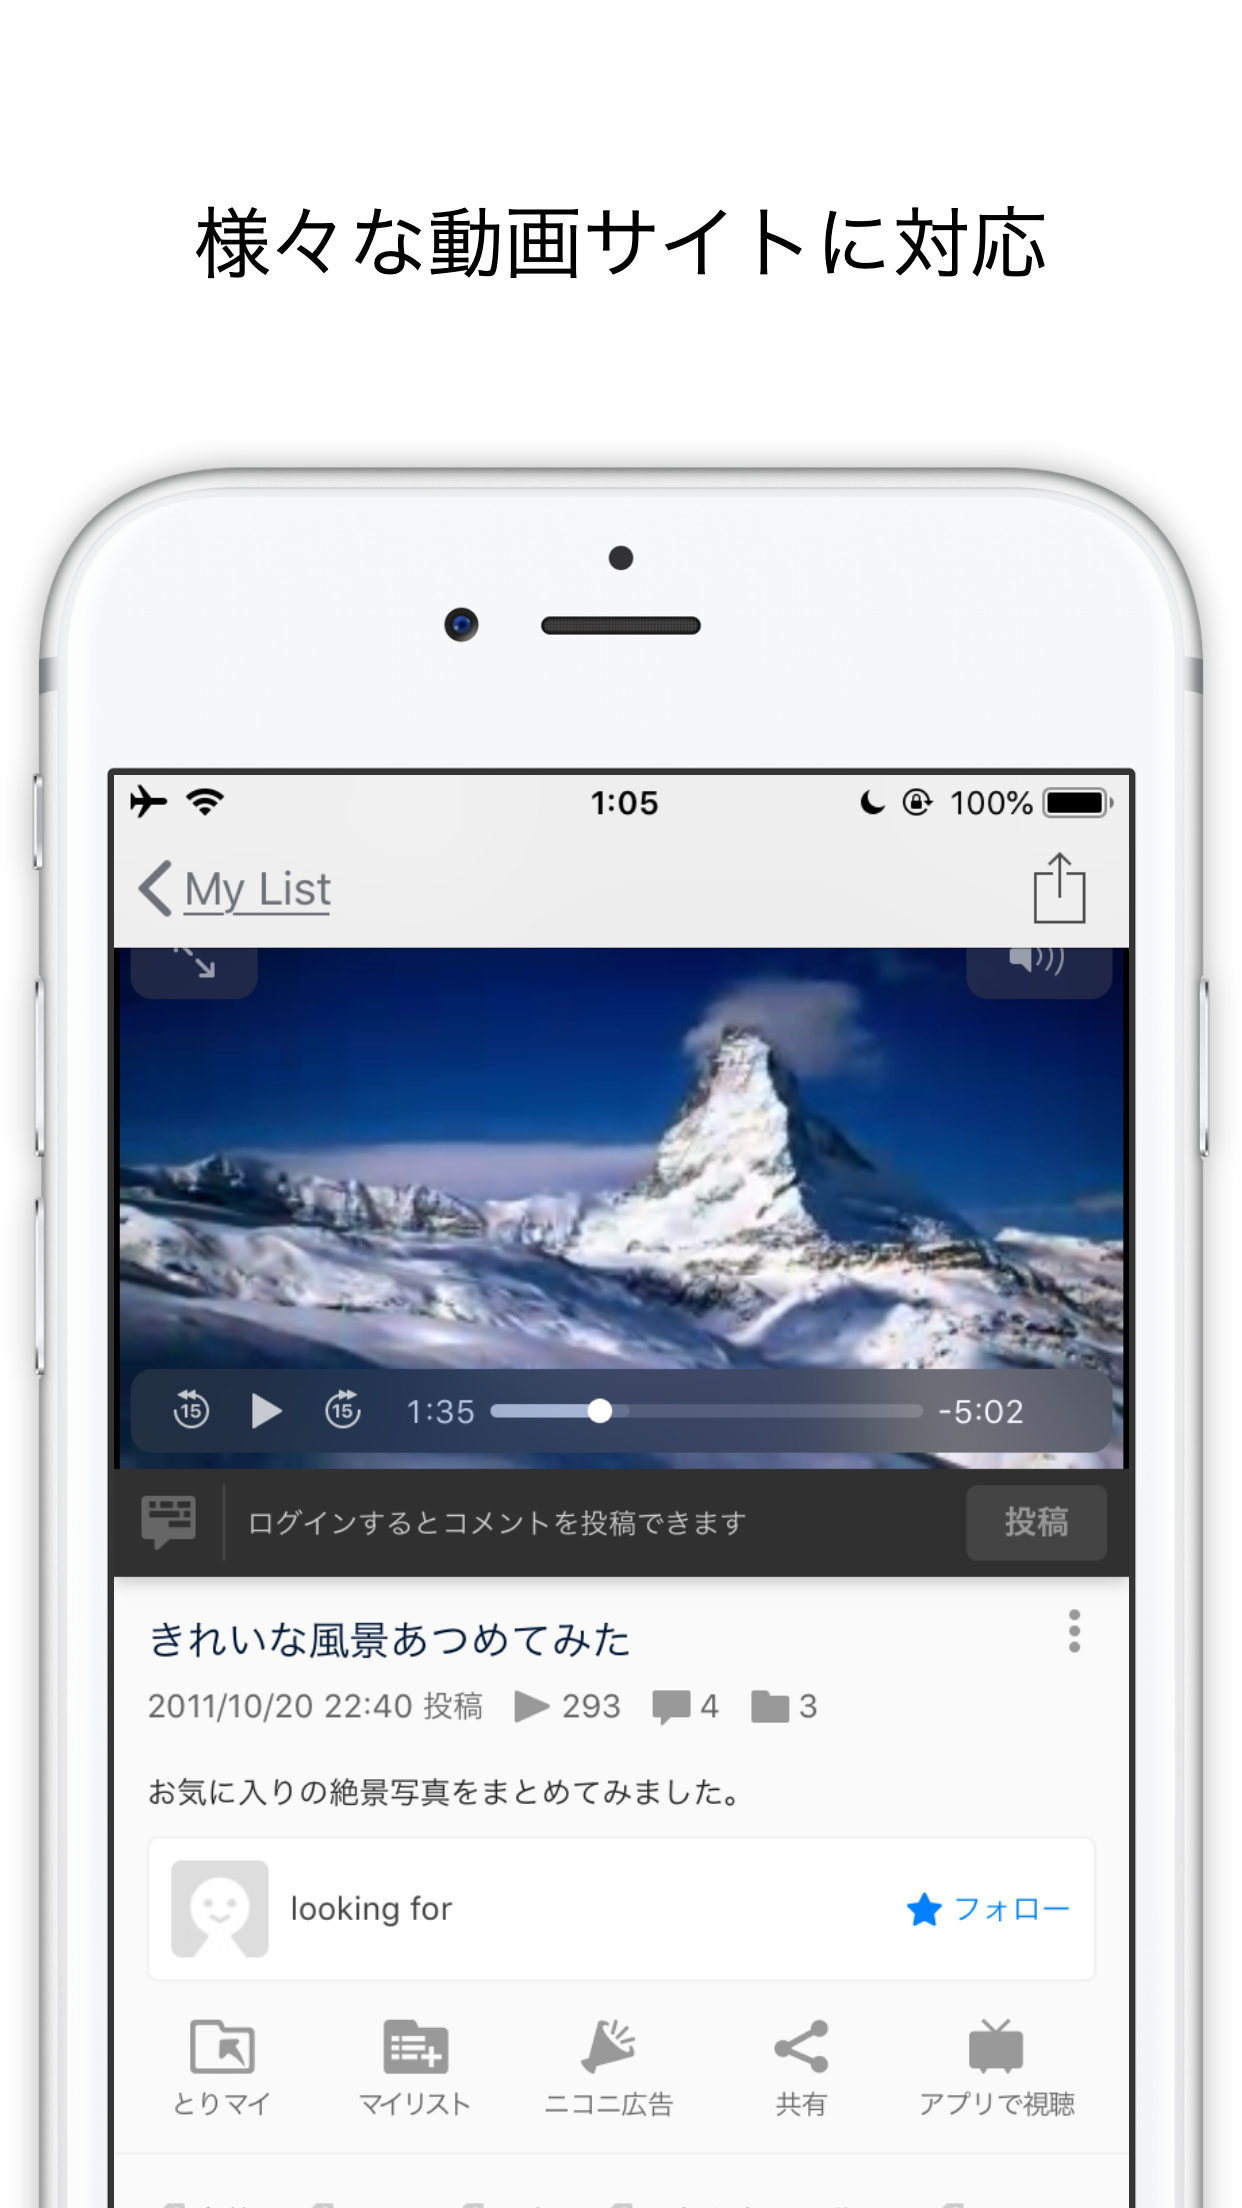 様々な動画サイトに対応
1:05
100%
My List
15
15
1:35
-5:02
ログインするとコメントを投稿できます
投稿
きれいな風景あつめてみた
2011/10/20 22:40 投稿 293 4 3
お気に入りの絶景写真をまとめてみました。
looking for
フォロー
とりマイ
マイリスト
ニコニ広告
共有
アプリで視聴